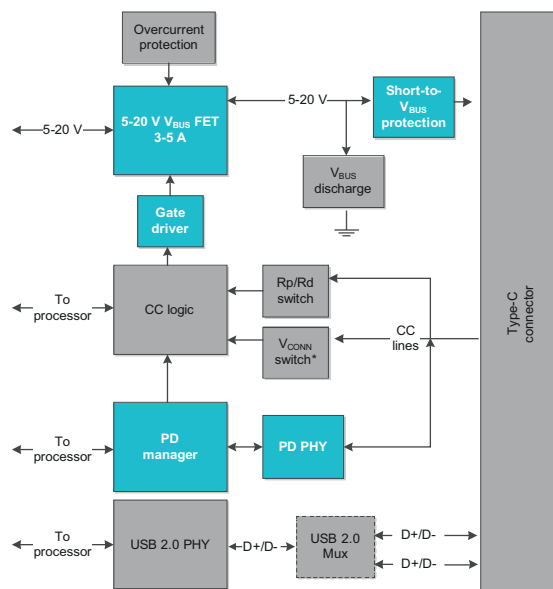 Overcurrent
protection
5-20 V
5-20 V VBUS FET
3-5 A
5-20 V
Short-to-
VBUS
protection
VBUS
discharge
Gate
driver
To
processor
CC logic
Rp/Rd
switch
VCONN
switch*
CC
lines
Type-C
connector
To
processor
PD
manager
PD PHY
To
processor
USB 2.0 PHY
D+/D-
USB 2.0
Mux
D+/D-
D+/D-